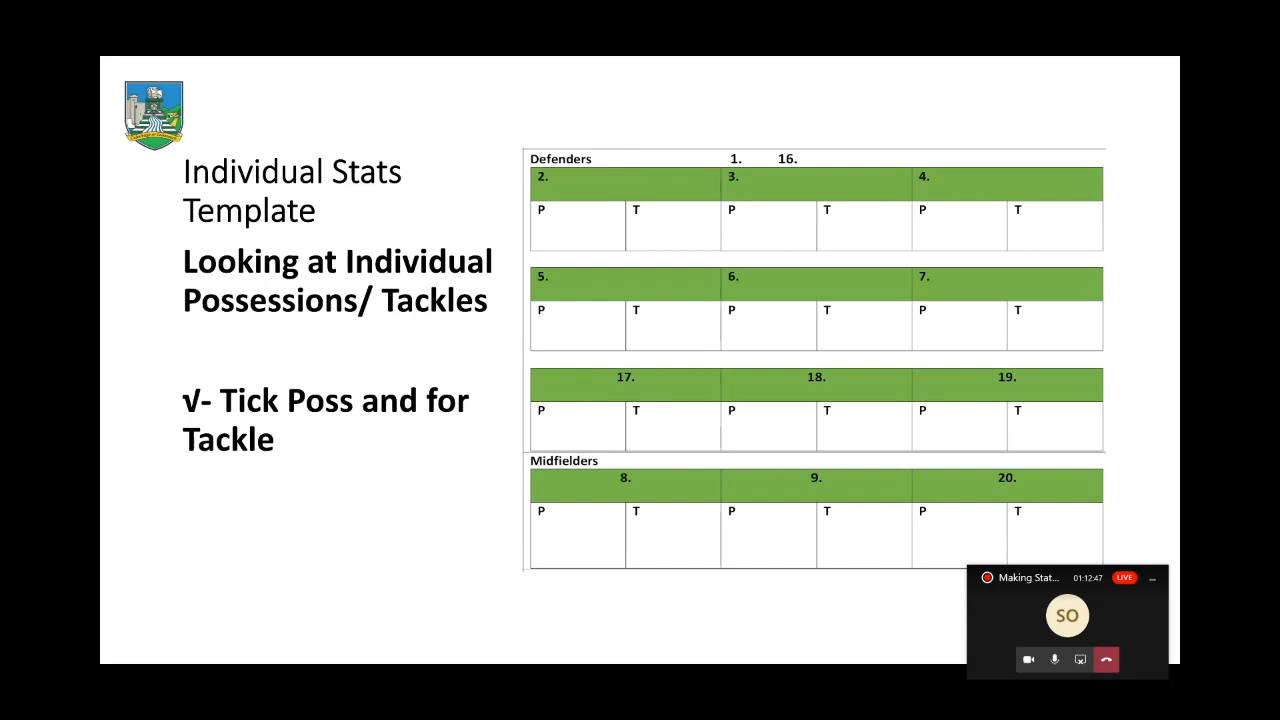 Individual Stats
Template
Looking at Individual
Possessions/ Tackles
√- Tick Poss and for
Tackle
Defenders 1. 16.
2. 3. 4.
P T P T P T
5. 6. 7.
P T P T P T
17. 18. 19.
P T P T P T
Midfielders
8. 9. 20.
P T P T P T
Making Stat... 01:12:47 LIVE
SO